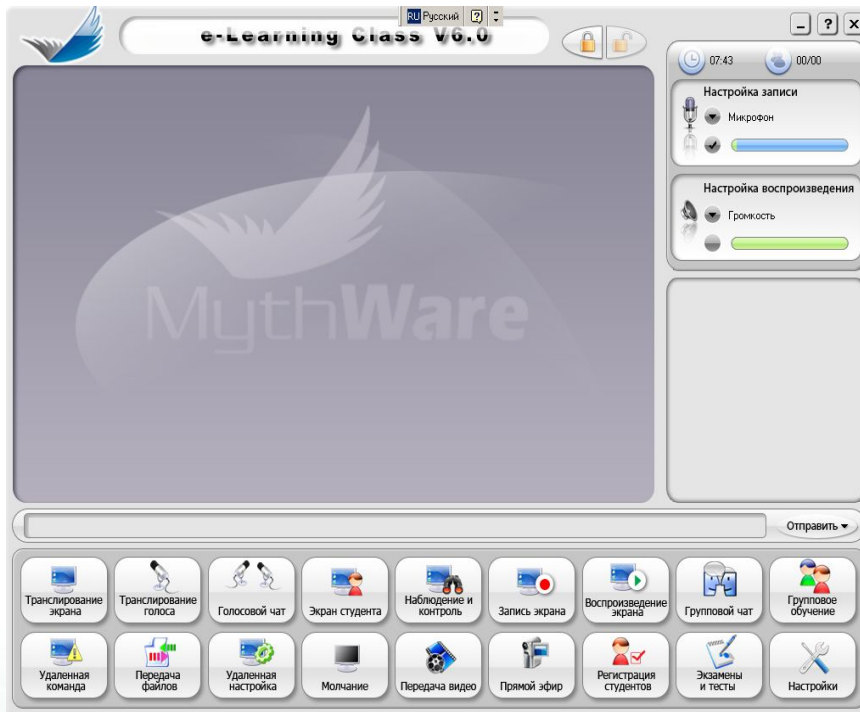 RU Русский
e-Learning Class V6.0
07:43
00/00
Настройка записи
Микрофон
Настройка воспроизведения
Громкость
MythWare
Отправить
Транслирование
экрана
Транслирование
голоса
Голосовой чат
Экран студента
Наблюдение и
контроль
Запись экрана
Воспроизведение
экрана
Групповой чат
Групповое
обучение
Удаленная
команда
Передача
файлов
Удаленная
настройка
Молчание
Передача видео
Прямой эфир
Регистрация
студентов
Экзамены
и тесты
Настройки